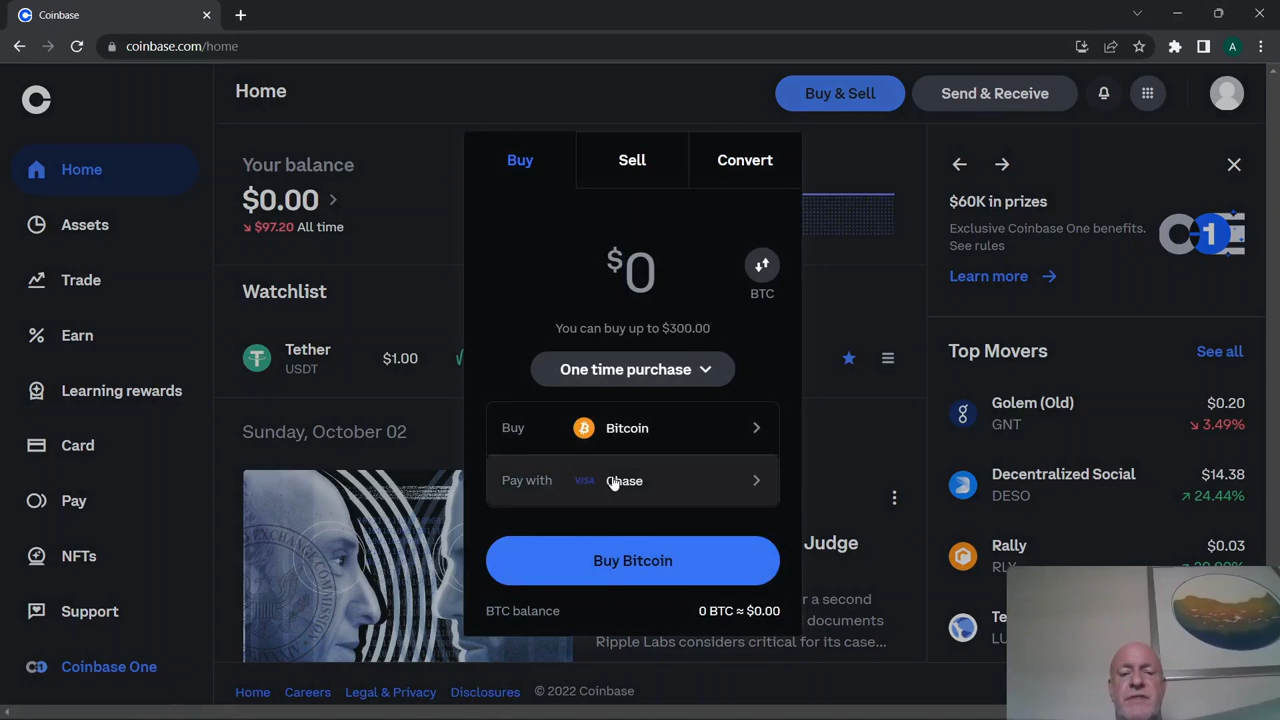 Coinbase
coinbase.com/home
A
Home
Buy & Sell
Send & Receive
Home
Assets
Trade
Earn
Learning rewards
Card
Pay
NFTs
Support
Coinbase One
Your balance
$0.00
$97.20 All time
Watchlist
Tether
USDT
$1.00
Sunday, October 02
Buy
Sell
Convert
$0
BTC
You can buy up to $300.00
One time purchase
Buy
Bitcoin
Pay with
VISA
Chase
Buy Bitcoin
BTC balance
0 BTC ≈ $0.00
Judge
r a second
documents
Ripple Labs considers critical for its case...
$60K in prizes
Exclusive Coinbase One benefits.
See rules
Learn more
1
Top Movers
See all
Golem (Old)
GNT
$0.20
3.49%
Decentralized Social
DESO
$14.38
24.44%
Rally
RLY
$0.03
Te
LU
Home
Careers
Legal & Privacy
Disclosures
© 2022 Coinbase